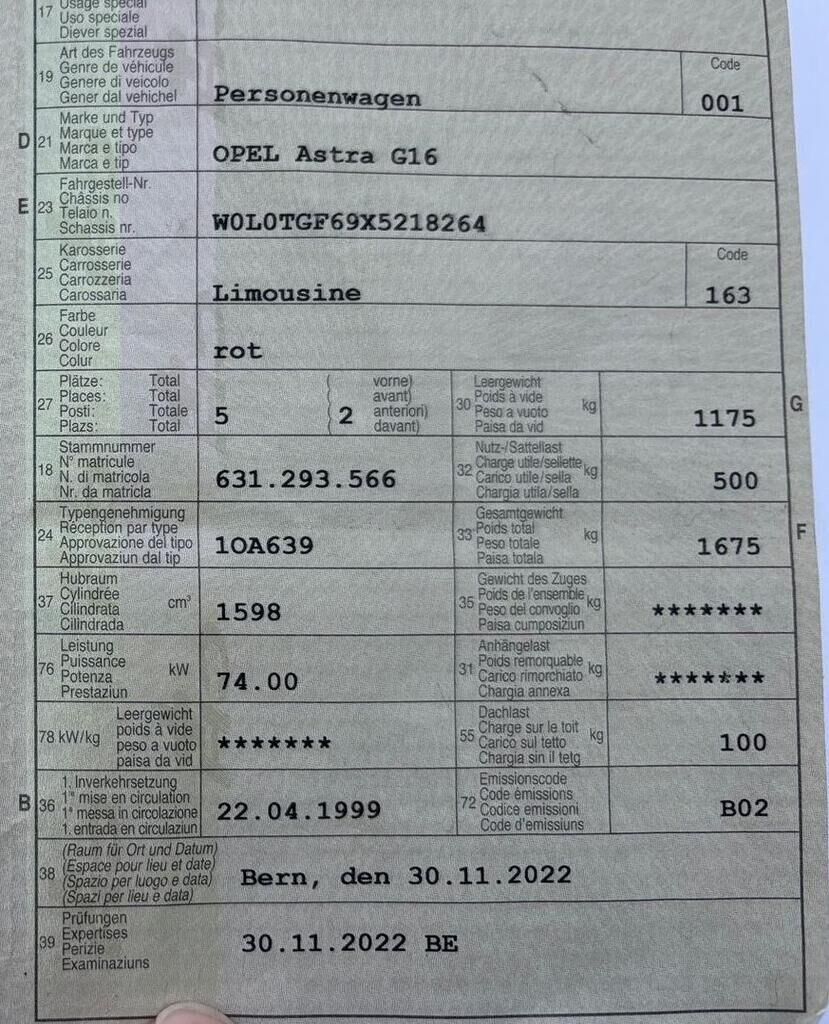 17 Usage spécial
Uso speciale
Diever spezial
19 Art des Fahrzeugs
Genre de véhicule
Genere di veicolo
Gener dal vehichel
Personenwagen
Code
001
D 21 Marke und Typ
Marque et type
Marca e tipo
Marca e tip
OPEL Astra G16
E 23 Fahrgestell-Nr.
Châssis no
Telaio n.
Schassis nr.
W0L0TGF69X5218264
25 Karosserie
Carrosserie
Carrozzeria
Carossaria
Limousine
Code
163
26 Farbe
Couleur
Colore
Colur
rot
27 Plätze: Total
Places: Total
Posti: Totale
Plazs: Total
5
( vorne)
( avant)
( 2 anteriori)
( davant)
30 Leergewicht
Poids à vide
Peso a vuoto
Paisa da vid
kg
1175
G
18 Stammnummer
N° matricule
N. di matricola
Nr. da matricla
631.293.566
32 Nutz-/Sattellast
Charge utile/sellette
Carico utile/sella
Chargia utila/sella
kg
500
24 Typengenehmigung
Réception par type
Approvazione del tipo
Approvaziun dal tip
1OA639
33 Gesamtgewicht
Poids total
Peso totale
Paisa totala
kg
1675
F
37 Hubraum
Cylindrée
Cilindrata
Cilindrada
cm³
1598
35 Gewicht des Zuges
Poids de l'ensemble
Peso del convoglio
Paisa cumposiziun
kg
*******
76 Leistung
Puissance
Potenza
Prestaziun
kW
74.00
31 Anhängelast
Poids remorquable
Carico rimorchiato
Chargia annexa
kg
*******
78 kW/kg
Leergewicht
poids à vide
peso a vuoto
paisa da vid
*******
55 Dachlast
Charge sur le toit
Carico sul tetto
Chargia sin il tetg
kg
100
B 36 1. Inverkehrsetzung
1re mise en circulation
1a messa in circolazione
1. entrada en circulaziun
22.04.1999
72 Emissionscode
Code émissions
Codice emissioni
Code d'emissiuns
B02
38 (Raum für Ort und Datum)
(Espace pour lieu et date)
(Spazio per luogo e data)
(Spazi per lieu e data)
Bern, den 30.11.2022
39 Prüfungen
Expertises
Perizie
Examinaziuns
30.11.2022 BE